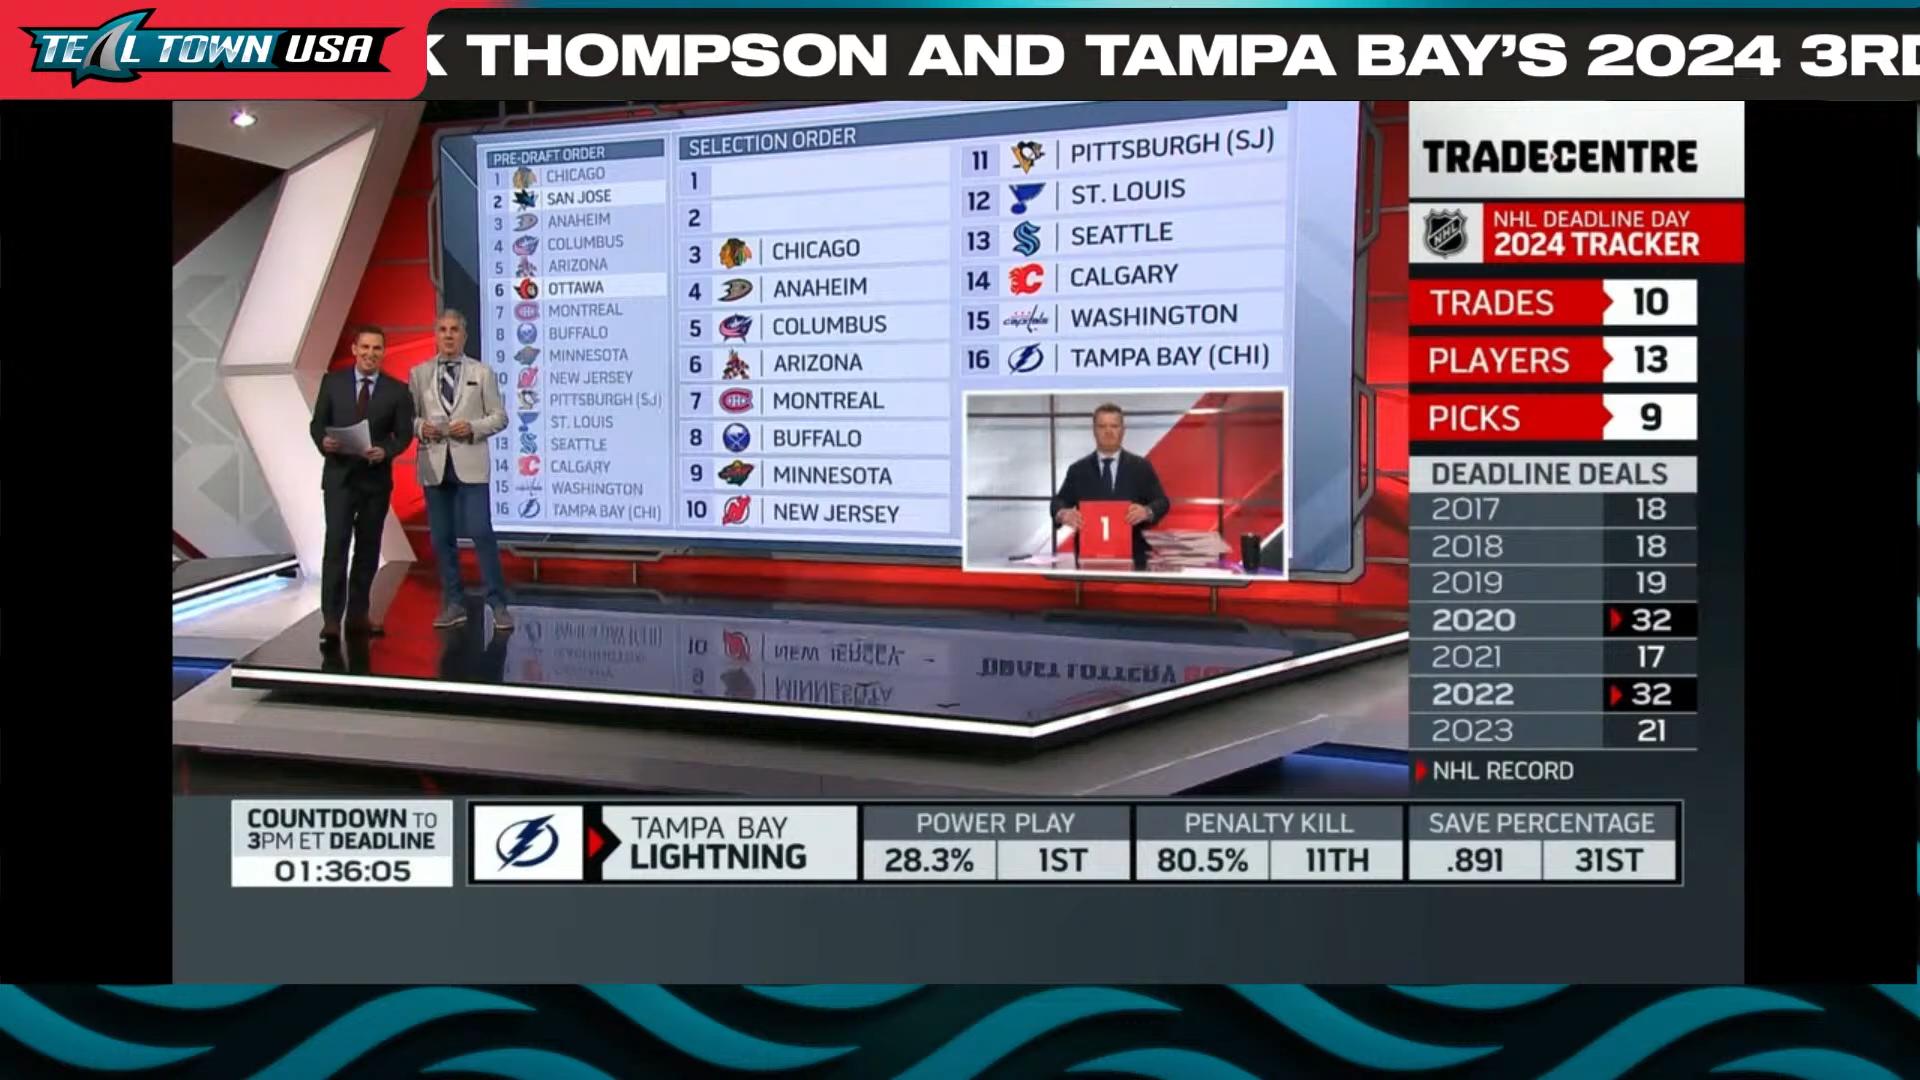 TEAL TOWN USA
K THOMPSON AND TAMPA BAY'S 2024 3RD
PRE-DRAFT ORDER
1 CHICAGO
2 SAN JOSE
3 ANAHEIM
4 COLUMBUS
5 ARIZONA
6 OTTAWA
7 MONTREAL
8 BUFFALO
9 MINNESOTA
0 NEW JERSEY
PITTSBURGH (SJ)
ST. LOUIS
13 SEATTLE
14 CALGARY
15 WASHINGTON
16 TAMPA BAY (CHI)
SELECTION ORDER
1
2
3 CHICAGO
4 ANAHEIM
5 COLUMBUS
6 ARIZONA
7 MONTREAL
8 BUFFALO
9 MINNESOTA
10 NEW JERSEY
11 PITTSBURGH (SJ)
12 ST. LOUIS
13 SEATTLE
14 CALGARY
15 capitals WASHINGTON
16 TAMPA BAY (CHI)
1
TRADECENTRE
NHL
NHL DEADLINE DAY
2024 TRACKER
TRADES 10
PLAYERS 13
PICKS 9
DEADLINE DEALS
2017 18
2018 18
2019 19
2020 32
2021 17
2022 32
2023 21
NHL RECORD
COUNTDOWN TO
3PM ET DEADLINE
01:36:05
TAMPA BAY
LIGHTNING
POWER PLAY
28.3% 1ST
PENALTY KILL
80.5% 11TH
SAVE PERCENTAGE
.891 31ST